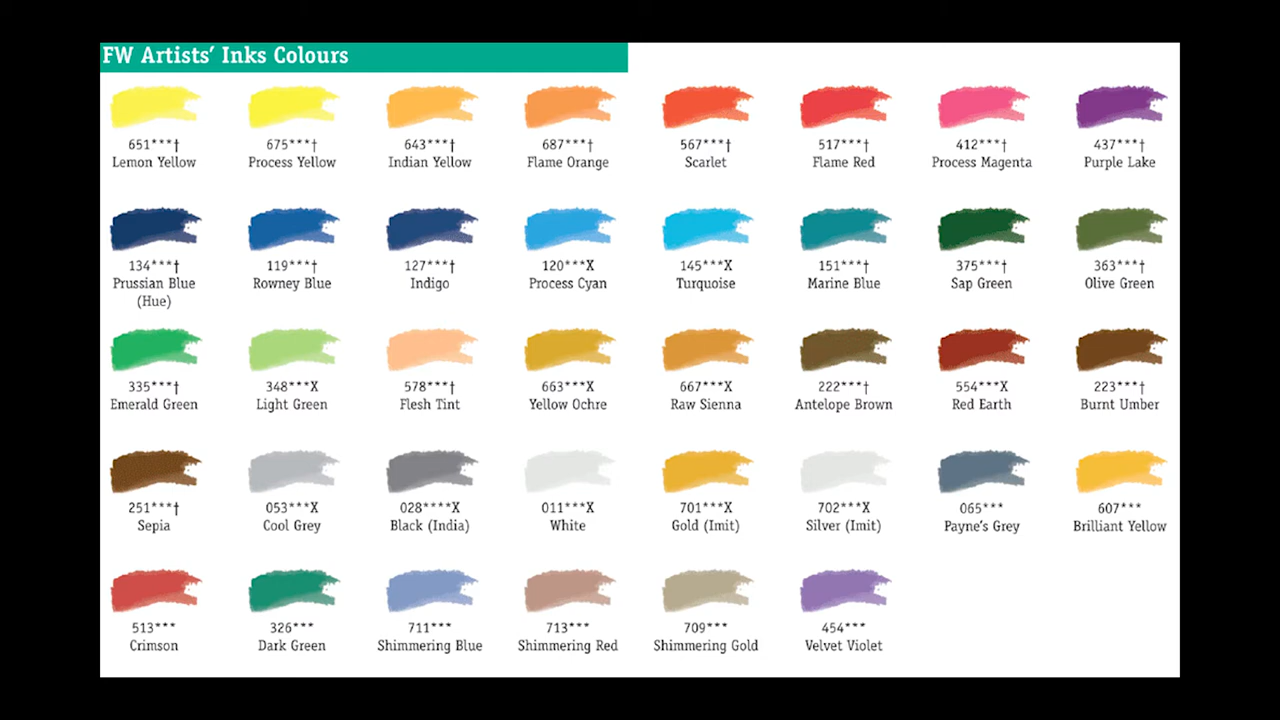 FW Artists' Inks Colours
651***† 675***† 643***† 687***† 567***† 517***† 412***† 437***†
Lemon Yellow Process Yellow Indian Yellow Flame Orange Scarlet Flame Red Process Magenta Purple Lake
134***† 119***† 127***† 120***X 145***X 151***† 375***† 363***†
Prussian Blue Rowney Blue Indigo Process Cyan Turquoise Marine Blue Sap Green Olive Green
(Hue)
335***† 348***X 578***† 663***X 667***X 222***† 554***X 223***†
Emerald Green Light Green Flesh Tint Yellow Ochre Raw Sienna Antelope Brown Red Earth Burnt Umber
251***† 053***X 028****X 011***X 701***X 702***X 065*** 607***
Sepia Cool Grey Black (India) White Gold (Imit) Silver (Imit) Payne's Grey Brilliant Yellow
513*** 326*** 711*** 713*** 709*** 454***
Crimson Dark Green Shimmering Blue Shimmering Red Shimmering Gold Velvet Violet